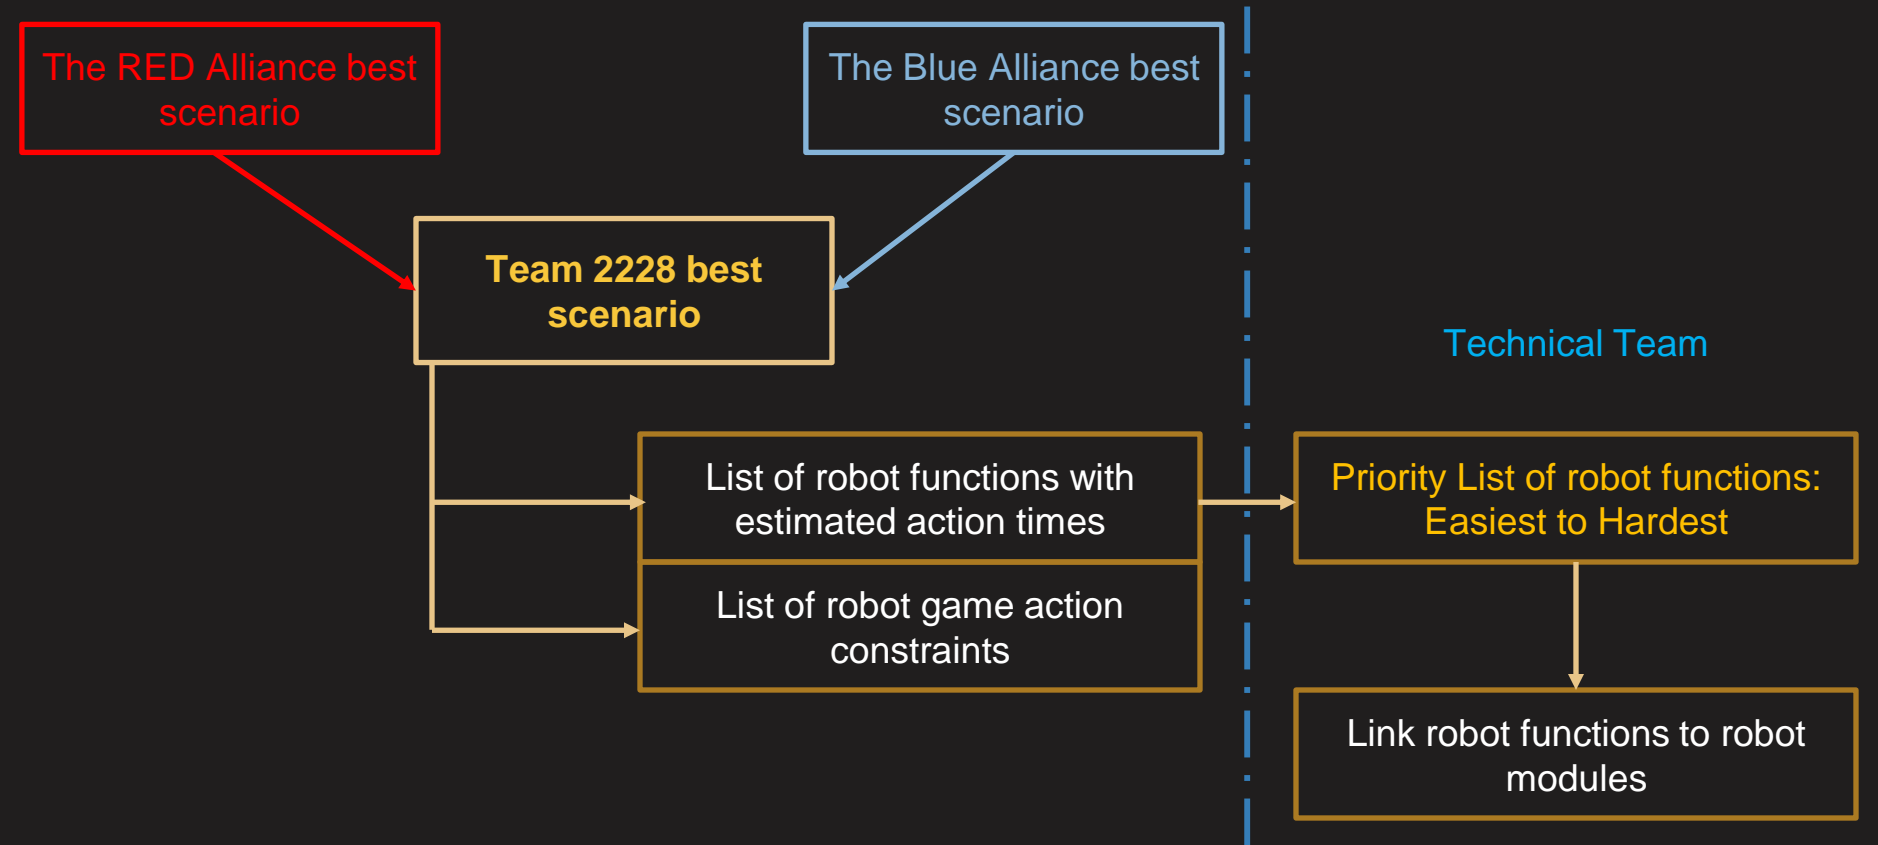 The RED Alliance best
scenario
The Blue Alliance best
scenario
Team 2228 best
scenario
Technical Team
List of robot functions with
estimated action times
Priority List of robot functions:
Easiest to Hardest
List of robot game action
constraints
Link robot functions to robot
modules